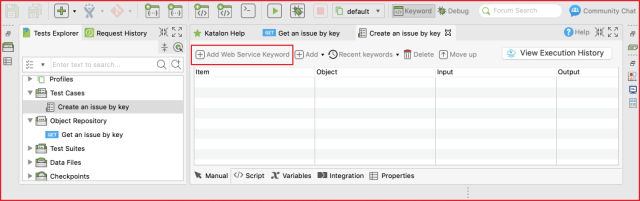 default
Keyword
Debug
Forum Search
Community Chat
Tests Explorer
Request History
Katalon Help
GET Get an issue by key
Create an issue by key
Help
Add Web Service Keyword
Add
Recent keywords
Delete
Move up
View Execution History
Enter text to search...
Item
Object
Input
Output
Profiles
Test Cases
Create an issue by key
Object Repository
GET Get an issue by key
Test Suites
Data Files
Checkpoints
Manual
</> Script
Variables
Integration
Properties